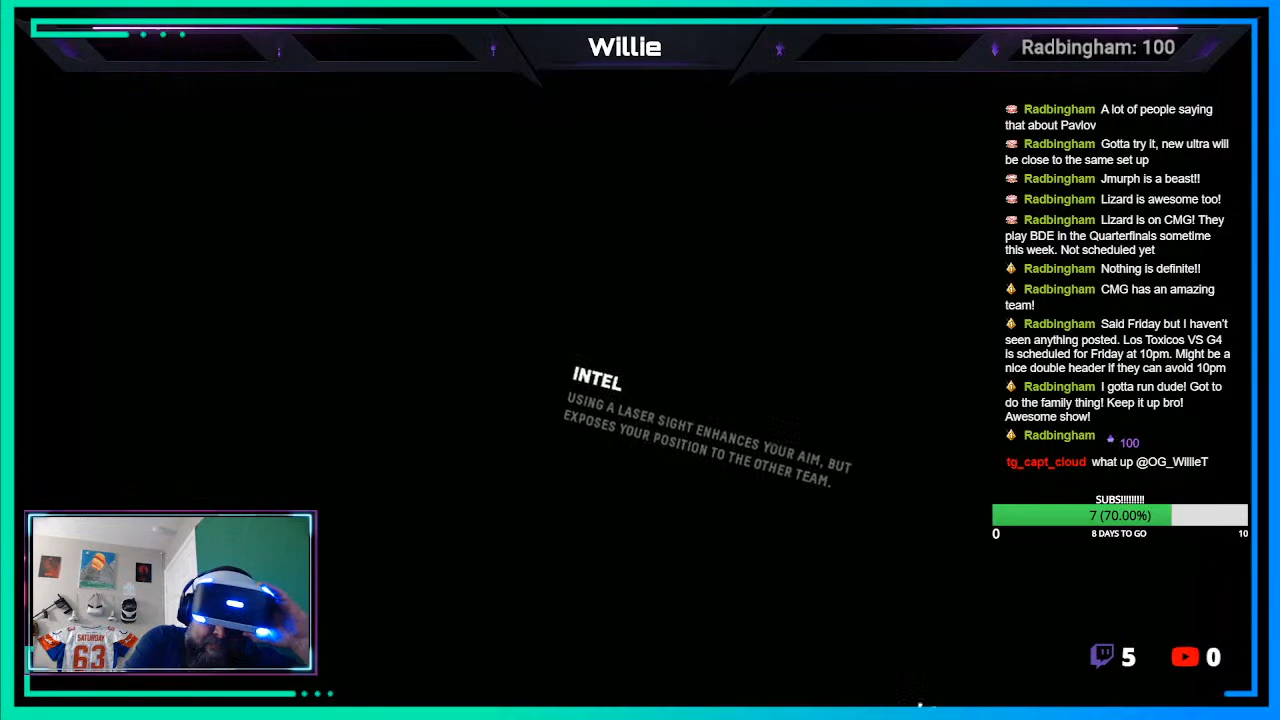 Willie
Radbingham: 100
Radbingham A lot of people saying
that about Pavlov
Radbingham Gotta try it, new ultra will
be close to the same set up
Radbingham Jmurph is a beast!!
Radbingham Lizard is awesome too!
Radbingham Lizard is on CMG! They
play BDE in the Quarterfinals sometime
this week. Not scheduled yet
Radbingham Nothing is definite!!
Radbingham CMG has an amazing
team!
Radbingham Said Friday but I haven't
seen anything posted. Los Toxicos VS G4
is scheduled for Friday at 10pm. Might be a
nice double header if they can avoid 10pm
Radbingham I gotta run dude! Got to
do the family thing! Keep it up bro!
Awesome show!
Radbingham 100
tg_capt_cloud what up @OG_WillieT
INTEL
USING A LASER SIGHT ENHANCES YOUR AIM, BUT
EXPOSES YOUR POSITION TO THE OTHER TEAM.
SUBS!!!!!!!!!
7 (70.00%)
0 8 DAYS TO GO 10
SATURDAY
63
5 0